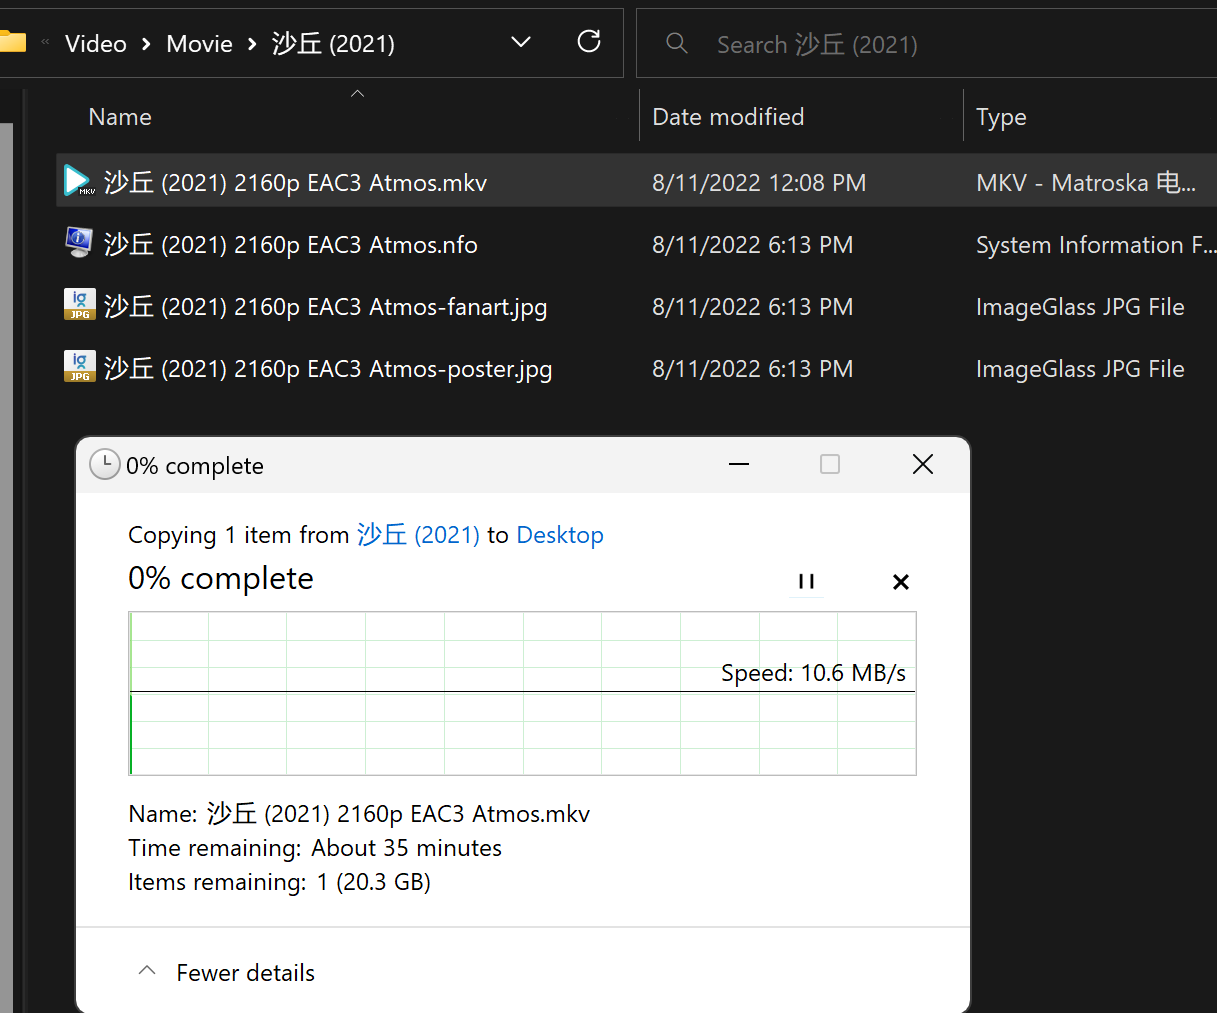 « Video › Movie › 沙丘 (2021)
Search 沙丘 (2021)
Name Date modified Type
MKV 沙丘 (2021) 2160p EAC3 Atmos.mkv 8/11/2022 12:08 PM MKV - Matroska 电...
沙丘 (2021) 2160p EAC3 Atmos.nfo 8/11/2022 6:13 PM System Information F...
ig JPG 沙丘 (2021) 2160p EAC3 Atmos-fanart.jpg 8/11/2022 6:13 PM ImageGlass JPG File
ig JPG 沙丘 (2021) 2160p EAC3 Atmos-poster.jpg 8/11/2022 6:13 PM ImageGlass JPG File
0% complete
Copying 1 item from 沙丘 (2021) to Desktop
0% complete
Speed: 10.6 MB/s
Name: 沙丘 (2021) 2160p EAC3 Atmos.mkv
Time remaining: About 35 minutes
Items remaining: 1 (20.3 GB)
Fewer details